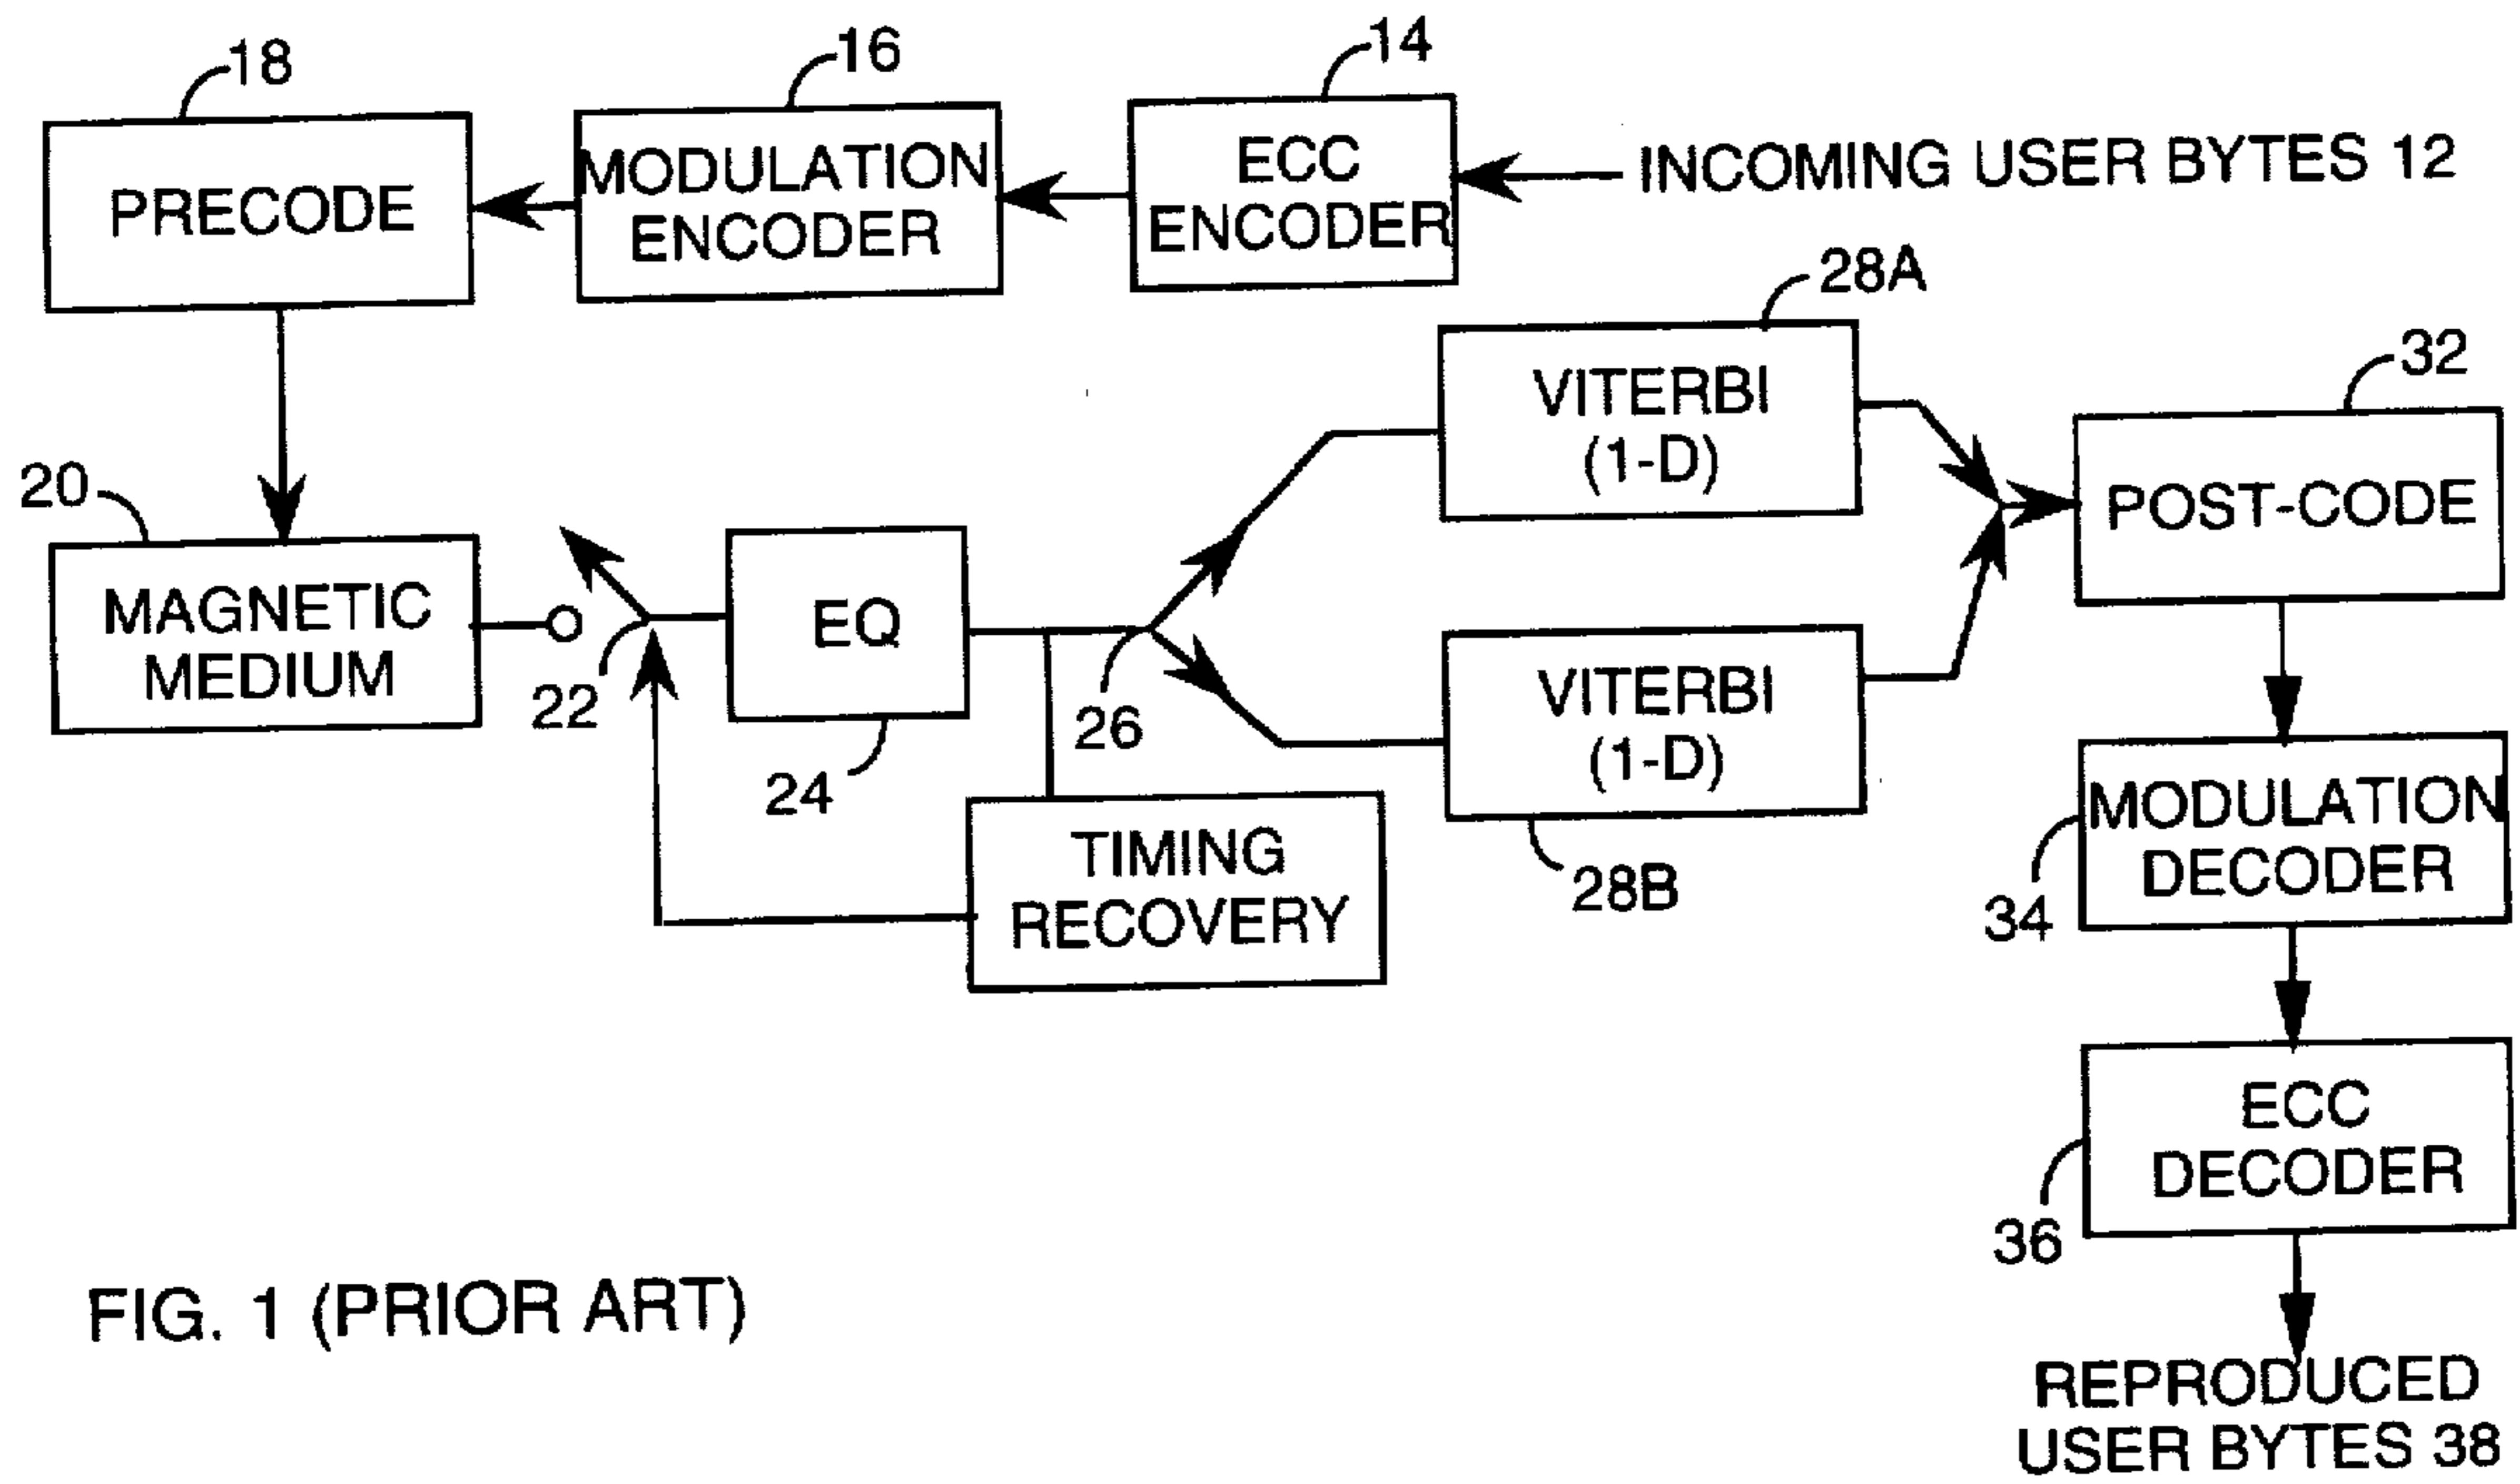 18
16
14
PRECODE
MODULATION
ENCODER
ECC
ENCODER
INCOMING USER BYTES 12
28A
VITERBI
(1-D)
32
POST-CODE
20
MAGNETIC
MEDIUM
22
EQ
24
26
VITERBI
(1-D)
28B
TIMING
RECOVERY
MODULATION
DECODER
34
ECC
DECODER
36
REPRODUCED
USER BYTES 38
FIG. 1 (PRIOR ART)